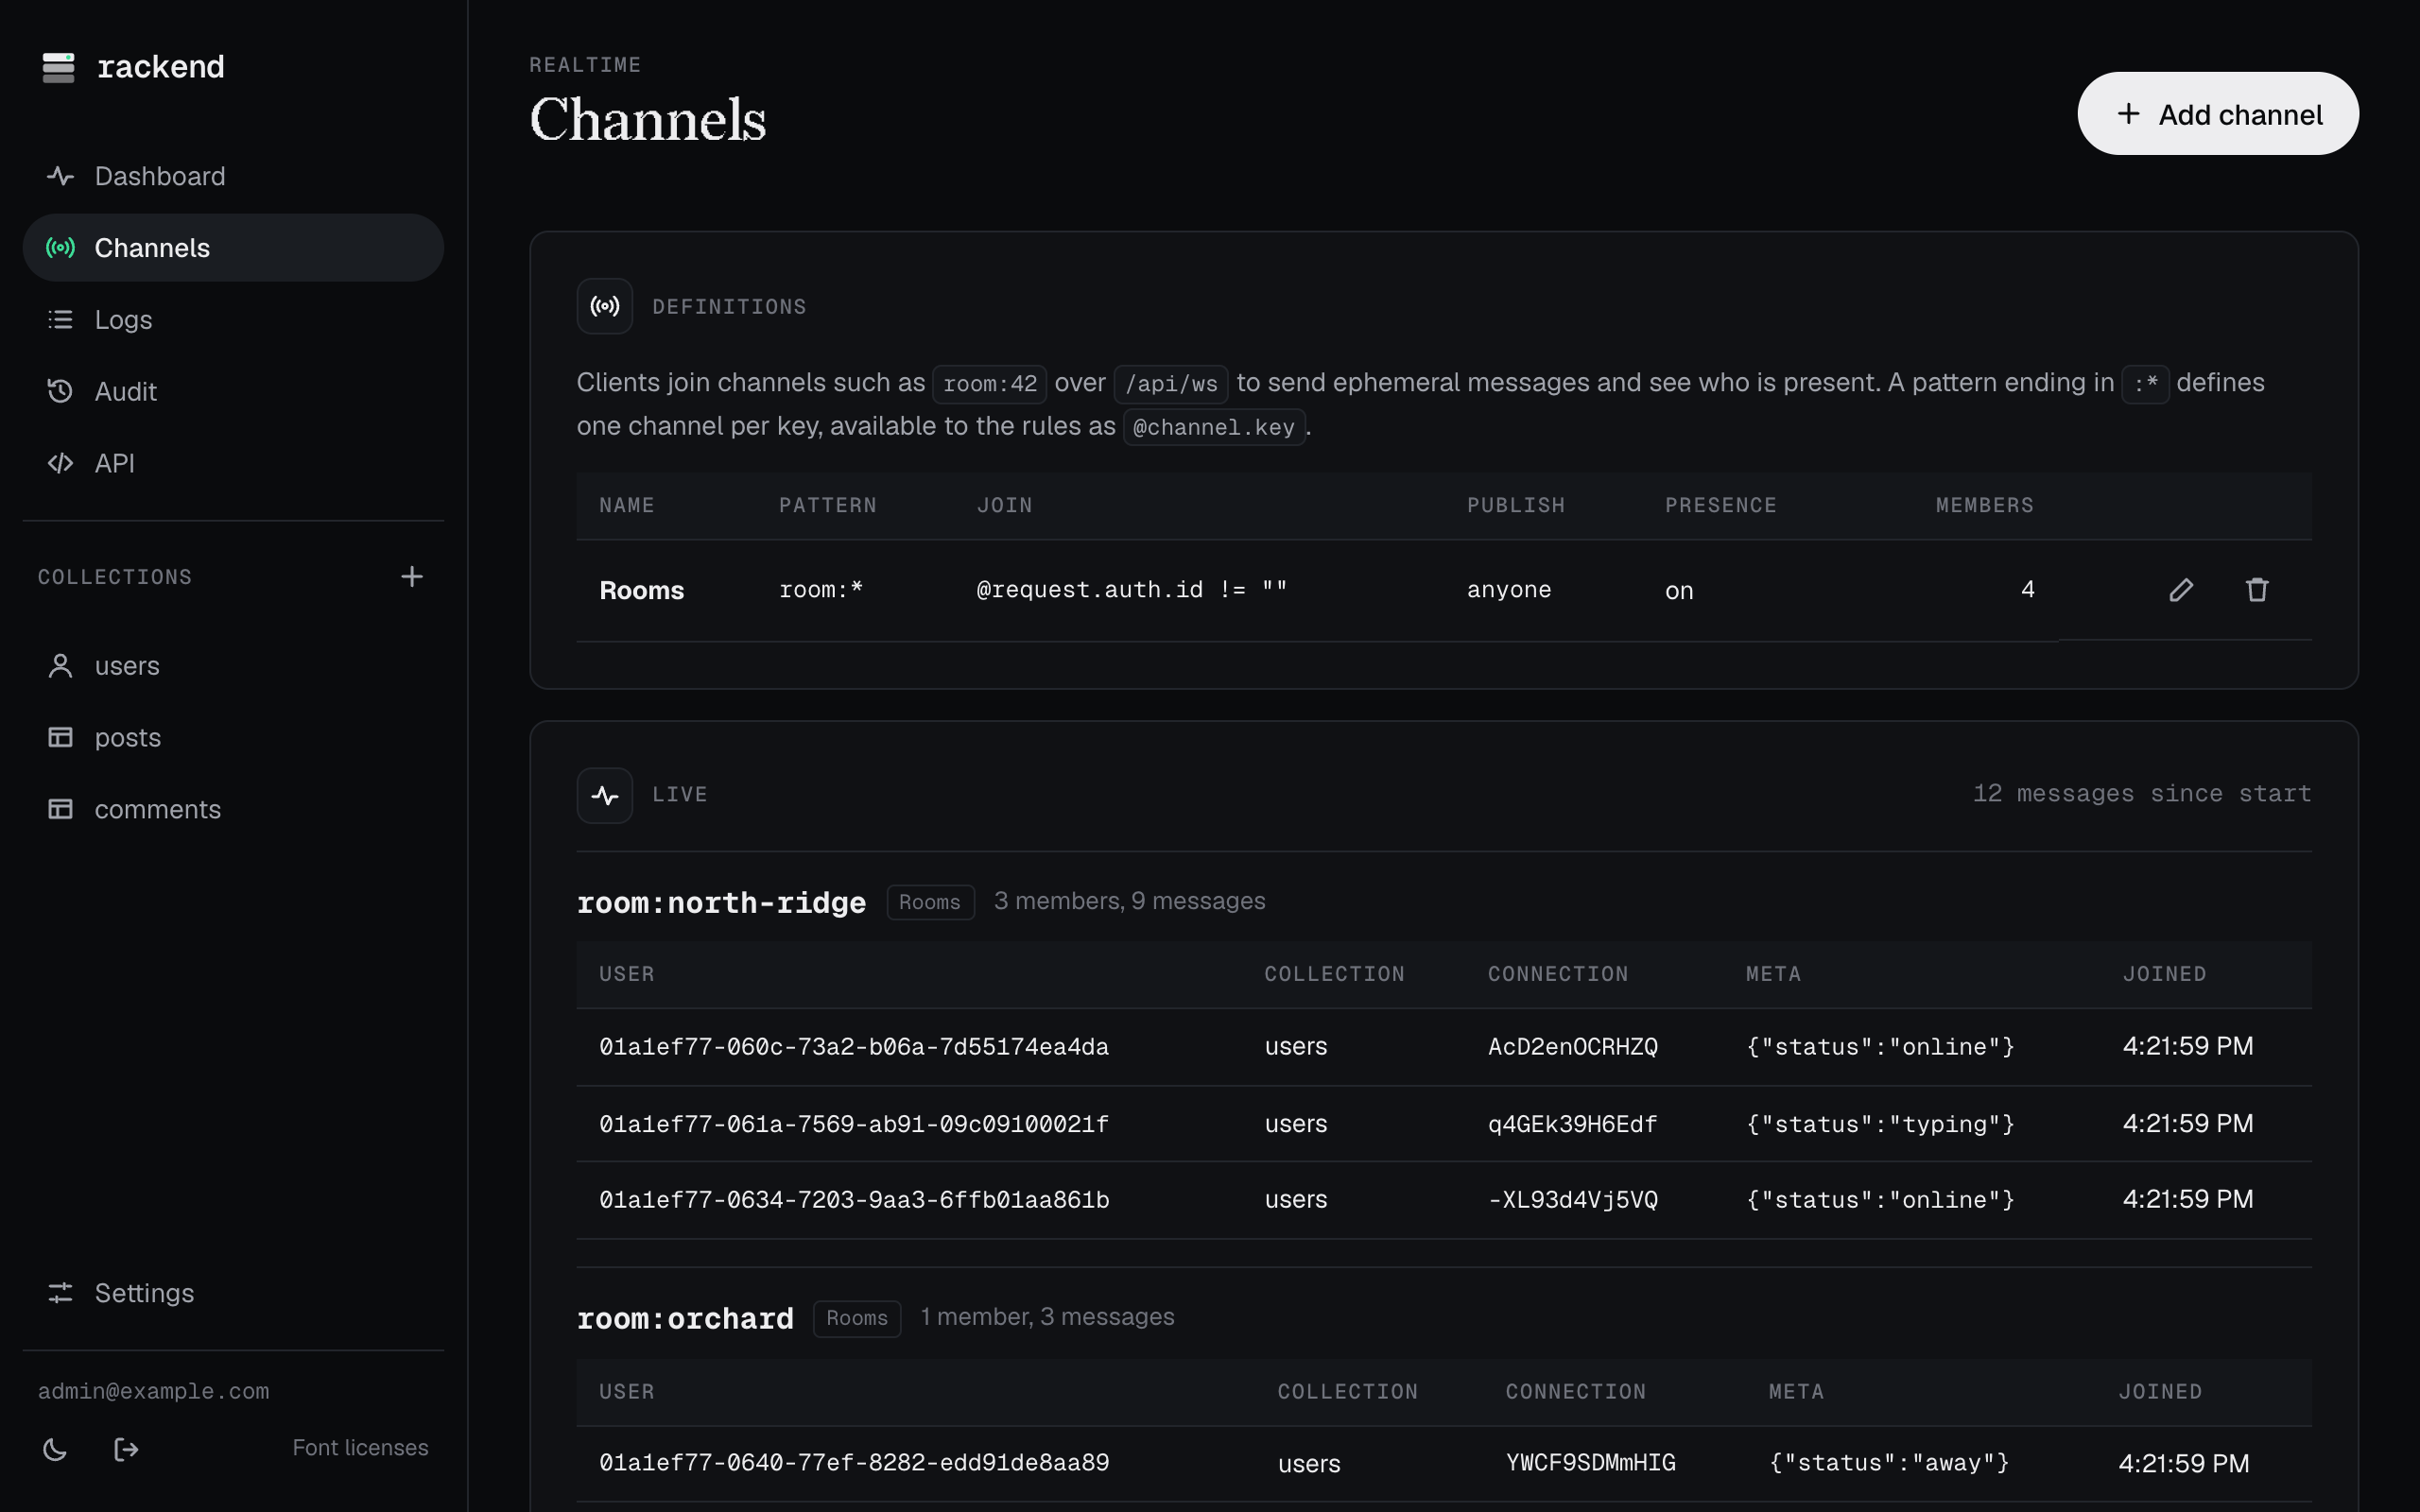 rackend
Dashboard
Channels
Logs
Audit
API
COLLECTIONS
users
posts
comments
Settings
admin@example.com
Font licenses
REALTIME
Channels
Add channel
DEFINITIONS
Clients join channels such as room:42 over /api/ws to send ephemeral messages and see who is present. A pattern ending in :* defines
one channel per key, available to the rules as @channel.key.
NAME PATTERN JOIN PUBLISH PRESENCE MEMBERS
Rooms room:* @request.auth.id != "" anyone on 4
LIVE 12 messages since start
room:north-ridge Rooms 3 members, 9 messages
USER COLLECTION CONNECTION META JOINED
01a1ef77-060c-73a2-b06a-7d55174ea4da users AcD2enOCRHZQ {"status":"online"} 4:21:59 PM
01a1ef77-061a-7569-ab91-09c09100021f users q4GEk39H6Edf {"status":"typing"} 4:21:59 PM
01a1ef77-0634-7203-9aa3-6ffb01aa861b users -XL93d4Vj5VQ {"status":"online"} 4:21:59 PM
room:orchard Rooms 1 member, 3 messages
USER COLLECTION CONNECTION META JOINED
01a1ef77-0640-77ef-8282-edd91de8aa89 users YWCF9SDMmHIG {"status":"away"} 4:21:59 PM